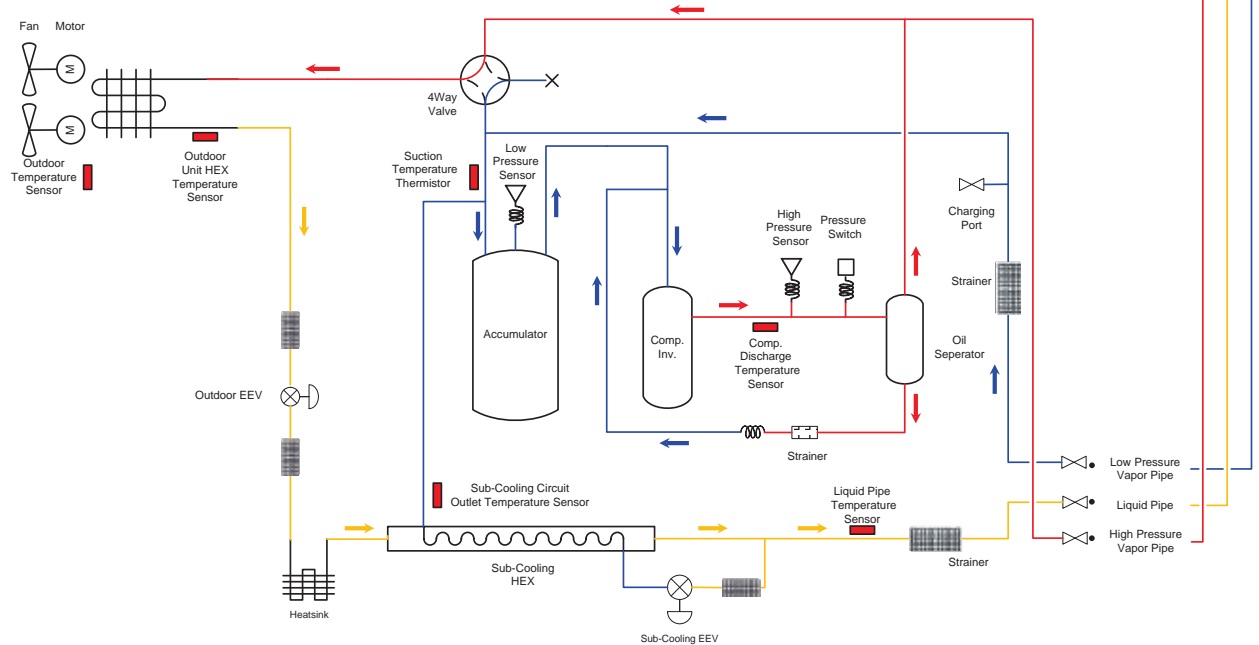 Fan
Motor
M
M
4Way
Valve
Outdoor
Temperature
Sensor
Outdoor
Unit HEX
Temperature
Sensor
Suction
Temperature
Thermistor
Low
Pressure
Sensor
High
Pressure
Sensor
Pressure
Switch
Charging
Port
Strainer
Accumulator
Comp.
Inv.
Comp.
Discharge
Temperature
Sensor
Oil
Seperator
Outdoor EEV
Strainer
Sub-Cooling Circuit
Outlet Temperature Sensor
Liquid Pipe
Temperature
Sensor
Low Pressure
Vapor Pipe
Liquid Pipe
High Pressure
Vapor Pipe
Strainer
Sub-Cooling
HEX
Heatsink
Sub-Cooling EEV